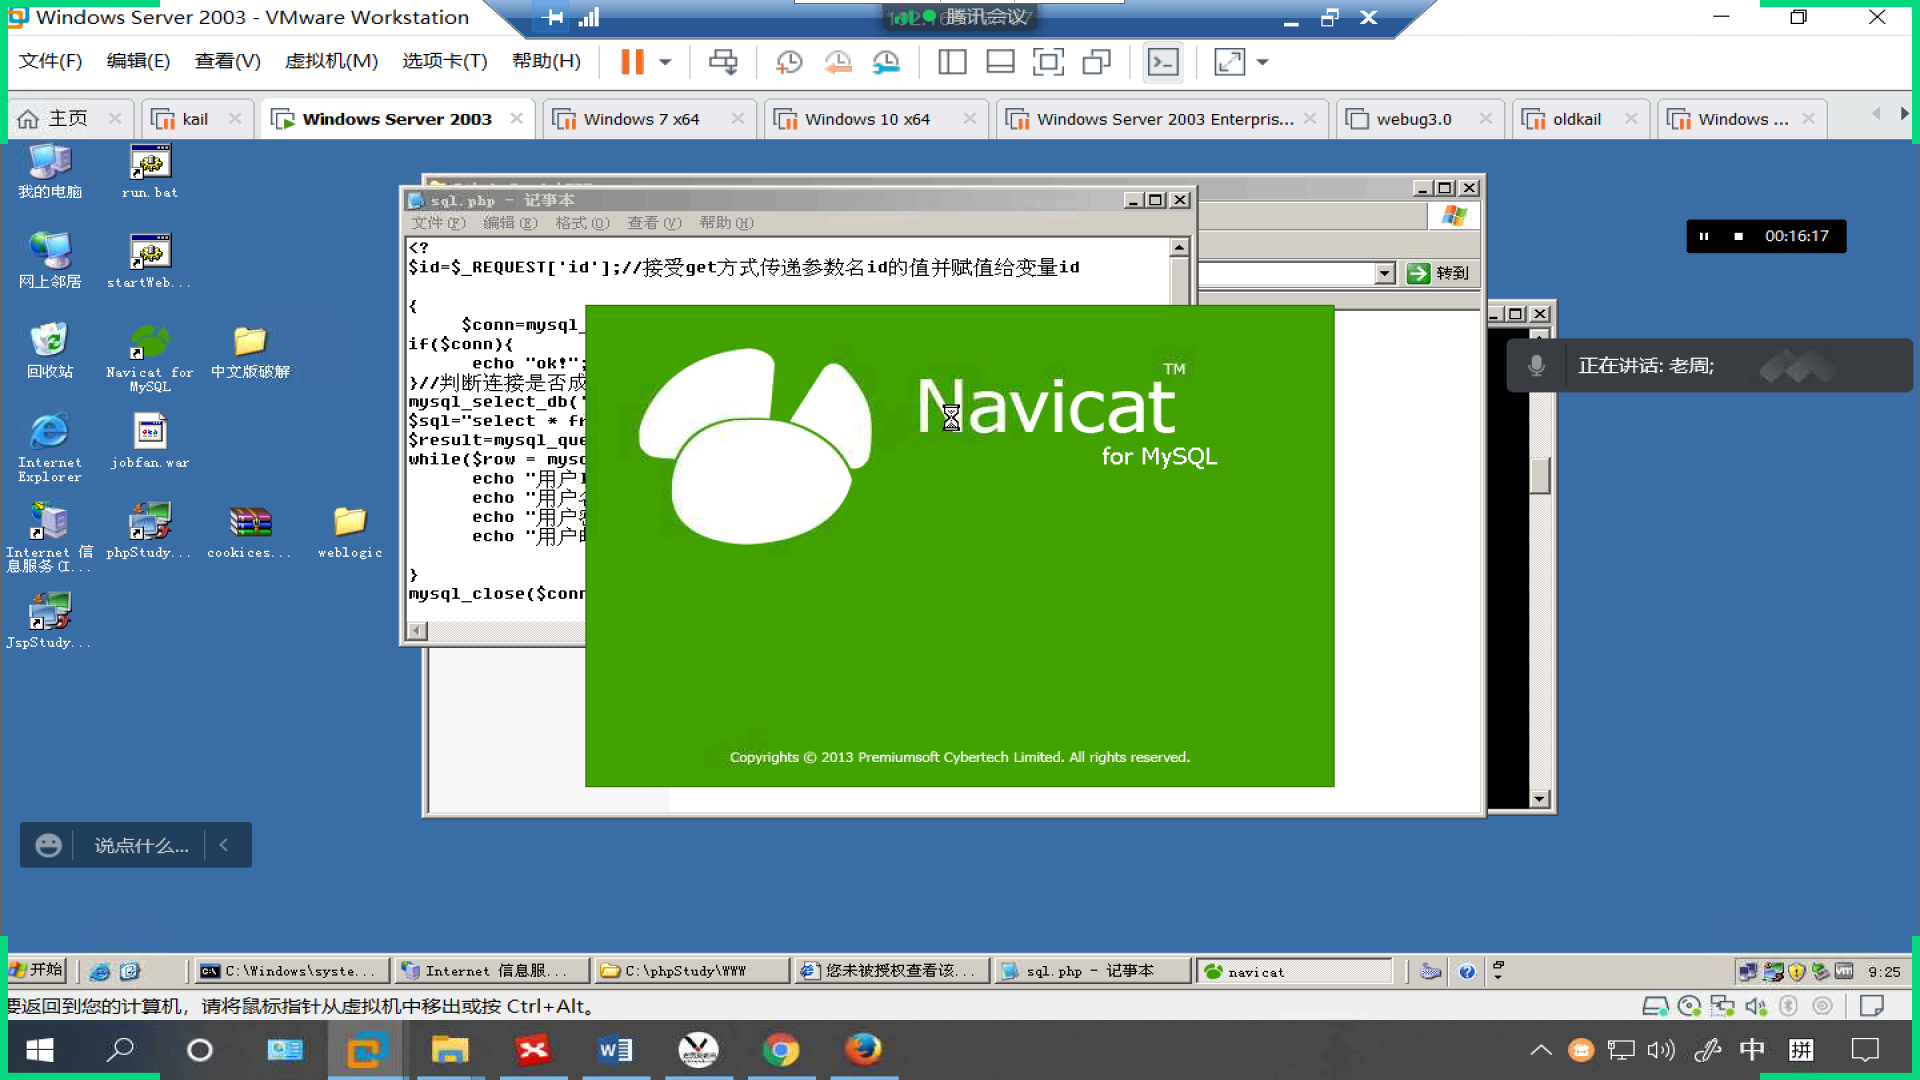 Windows Server 2003 - VMware Workstation
腾讯会议
文件(F) 编辑(E) 查看(V) 虚拟机(M) 选项卡(T) 帮助(H)
主页
kail
Windows Server 2003
Windows 7 x64
Windows 10 x64
Windows Server 2003 Enterpris...
webug3.0
oldkail
Windows ...
我的电脑
run.bat
网上邻居
startWeb...
回收站
Navicat for MySQL
中文版破解
Internet Explorer
jobfan.war
Internet 信息服务(I...
phpStudy...
cookices...
weblogic
JspStudy...
sql.php - 记事本
文件(F) 编辑(E) 格式(O) 查看(V) 帮助(H)
<?
$id=$_REQUEST['id'];//接受get方式传递参数名id的值并赋值给变量id
{
$conn=mysql_
if($conn){
echo "ok!";
}//判断连接是否成
mysql_select_db('
$sql="select * fr
$result=mysql_que
while($row = mysq
echo "用户I
echo "用户名
echo "用户密
echo "用户邮
}
mysql_close($conn
转到
Navicat™
for MySQL
Copyrights © 2013 Premiumsoft Cybertech Limited. All rights reserved.
00:16:17
正在讲话: 老周;
说点什么...
开始
C:\Windows\syste...
Internet 信息服...
C:\phpStudy\WWW
您未被授权查看该...
sql.php - 记事本
navicat
9:25
要返回到您的计算机，请将鼠标指针从虚拟机中移出或按 Ctrl+Alt。
中
拼